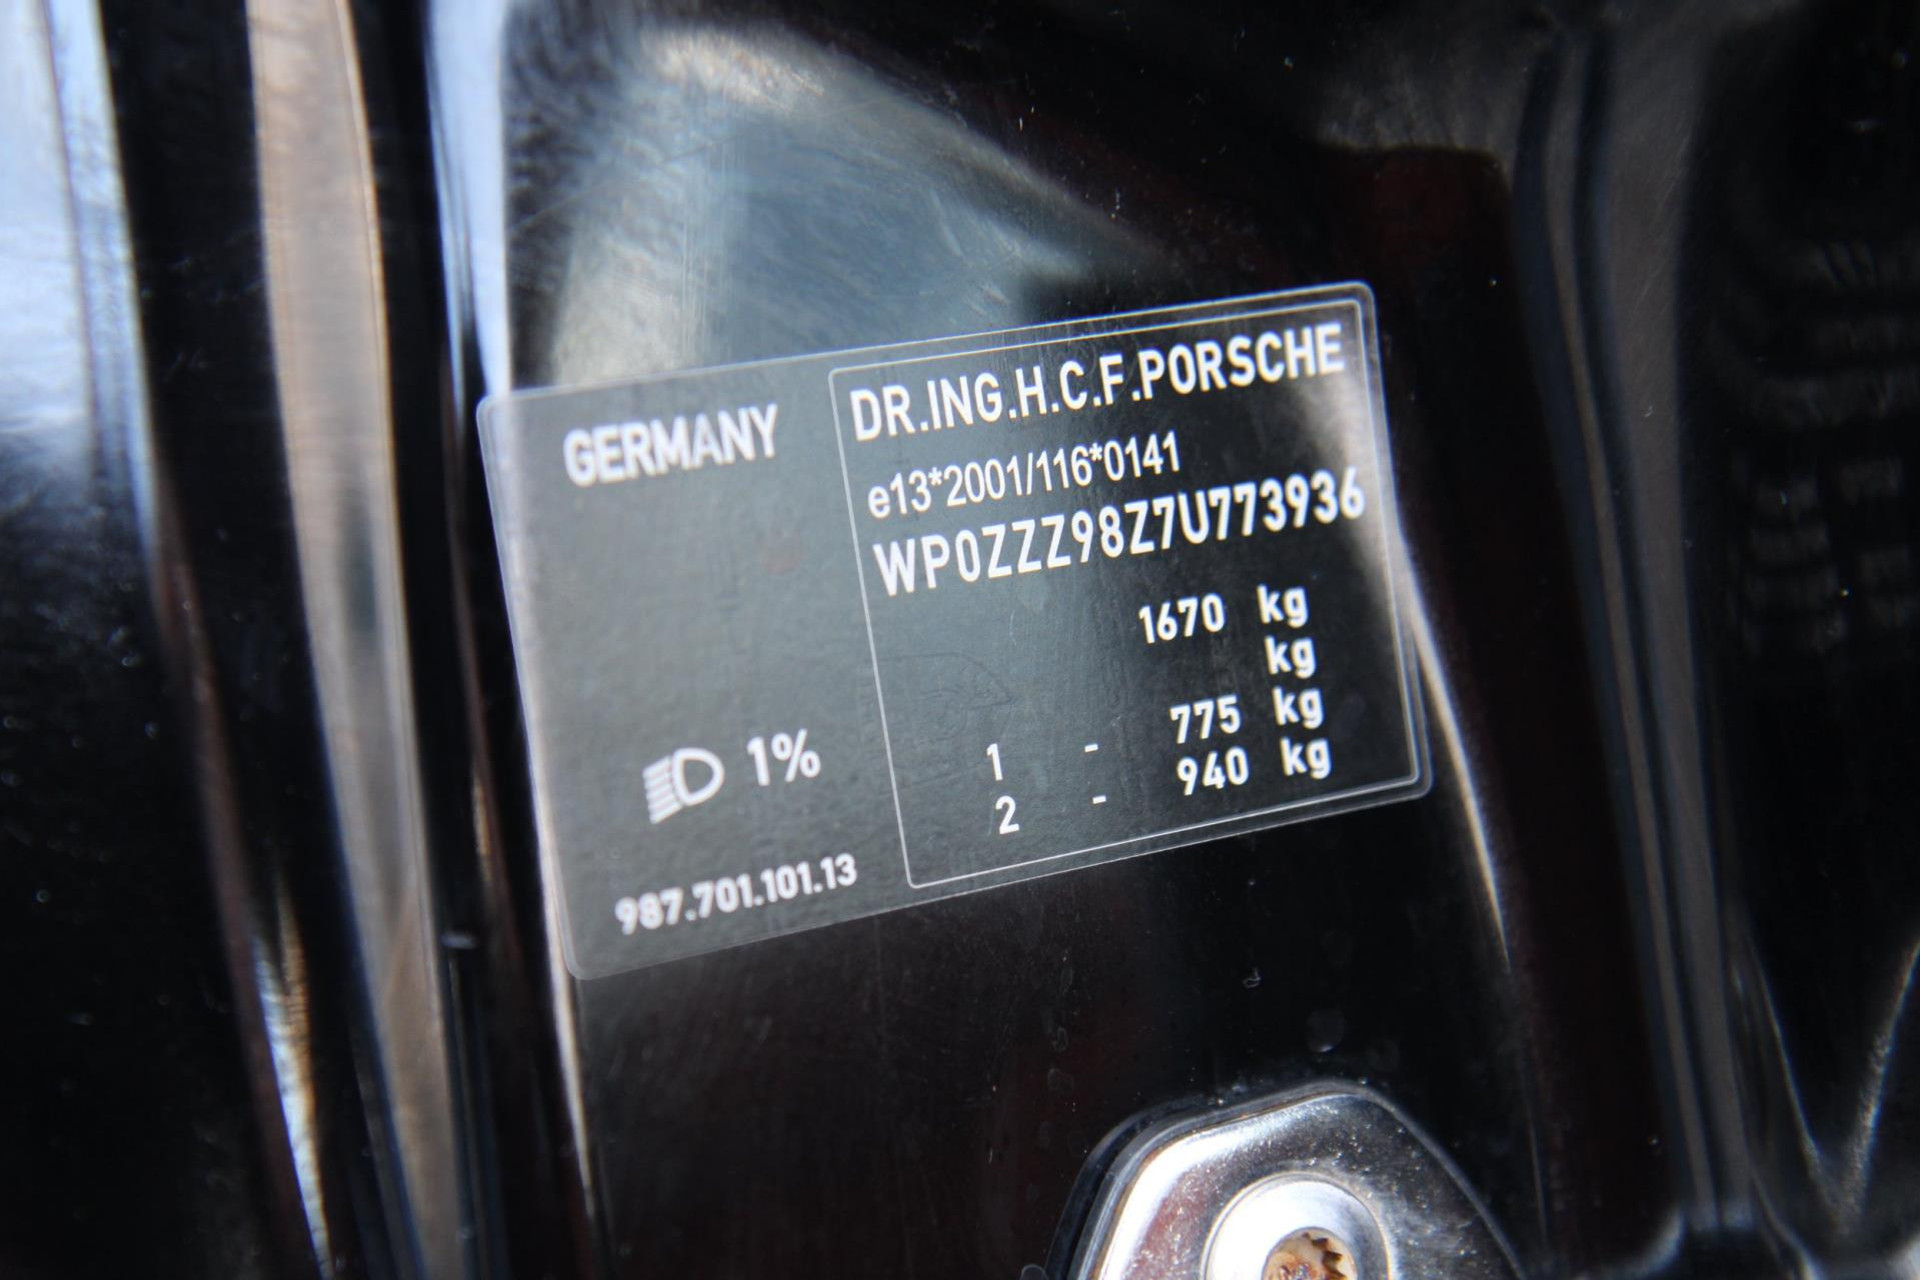 GERMANY
DR.ING.H.C.F.PORSCHE
e13*2001/116*0141
WP0ZZZ98Z7U773936
1670 kg
kg
1 - 775 kg
2 - 940 kg
1%
987.701.101.13